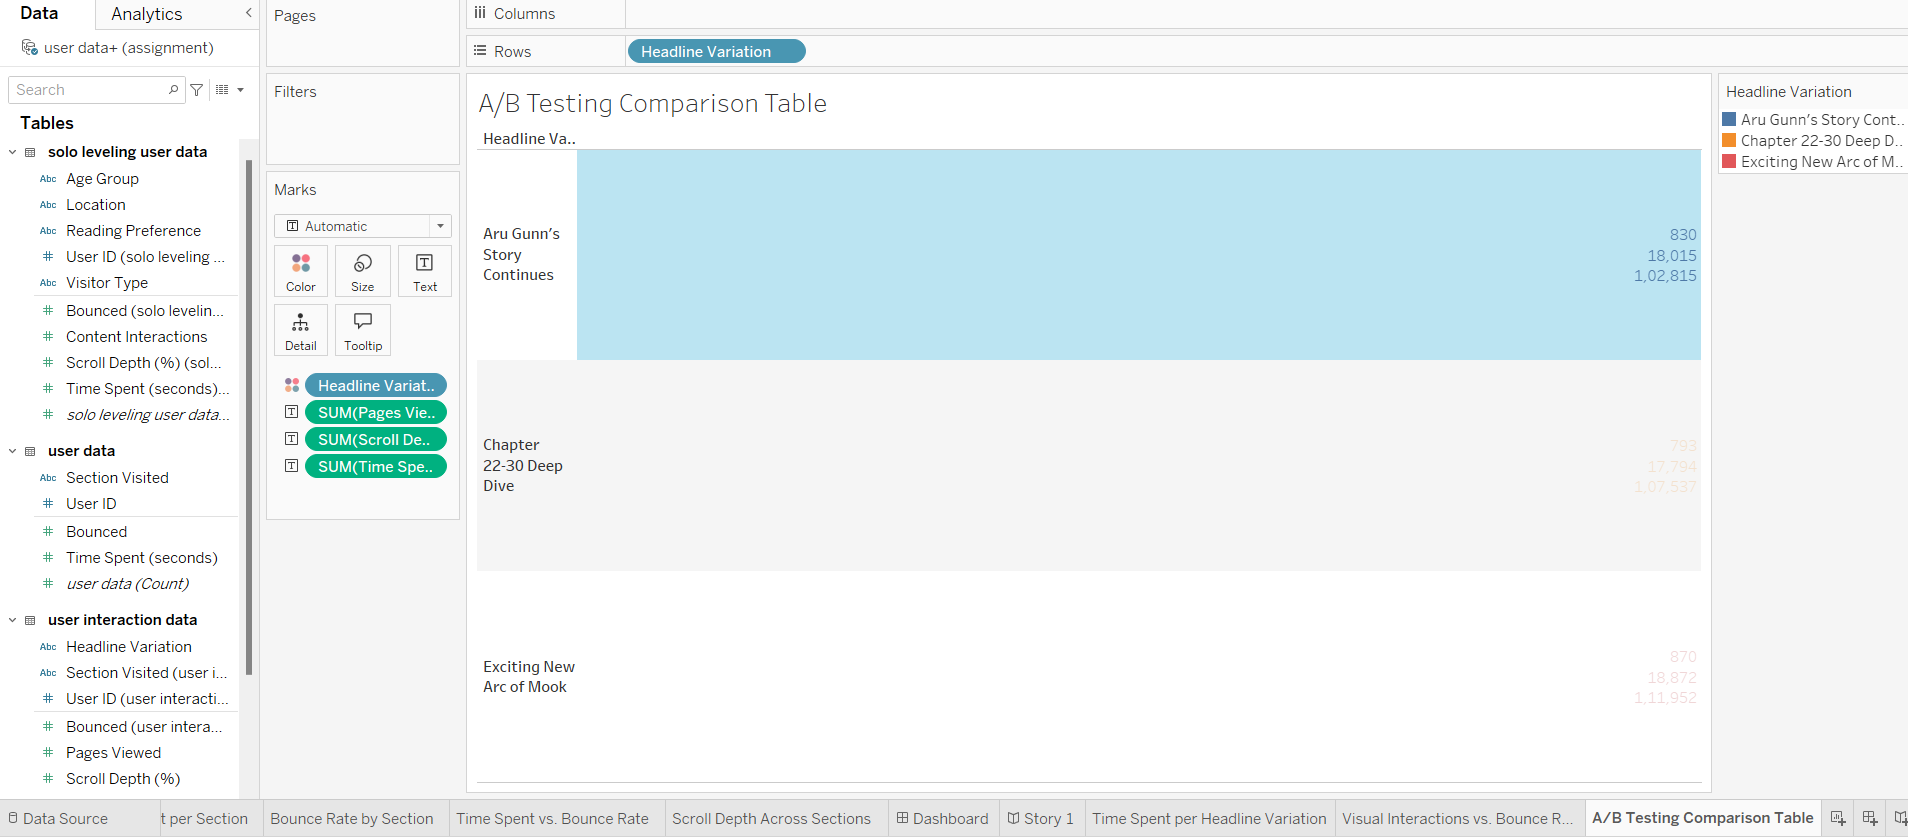 Data
Analytics
user data+ (assignment)
Search
Tables
solo leveling user data
Abc Age Group
Abc Location
Abc Reading Preference
# User ID (solo leveling ...
Abc Visitor Type
# Bounced (solo levelin...
# Content Interactions
# Scroll Depth (%) (sol...
# Time Spent (seconds)...
# solo leveling user data...
user data
Abc Section Visited
# User ID
# Bounced
# Time Spent (seconds)
# user data (Count)
user interaction data
Abc Headline Variation
Abc Section Visited (user i...
# User ID (user interacti...
# Bounced (user intera...
# Pages Viewed
# Scroll Depth (%)
Pages
Filters
Marks
T Automatic
Color
Size
T Text
Detail
Tooltip
Headline Variat..
T SUM(Pages Vie..
T SUM(Scroll De..
T SUM(Time Spe..
Columns
Rows
Headline Variation
A/B Testing Comparison Table
Headline Va..
Aru Gunn's
Story
Continues
830
18,015
1,02,815
Chapter
22-30 Deep
Dive
793
17,794
1,07,537
Exciting New
Arc of Mook
870
18,872
1,11,952
Headline Variation
Aru Gunn's Story Cont..
Chapter 22-30 Deep D..
Exciting New Arc of M..
Data Source
t per Section
Bounce Rate by Section
Time Spent vs. Bounce Rate
Scroll Depth Across Sections
Dashboard
Story 1
Time Spent per Headline Variation
Visual Interactions vs. Bounce R...
A/B Testing Comparison Table